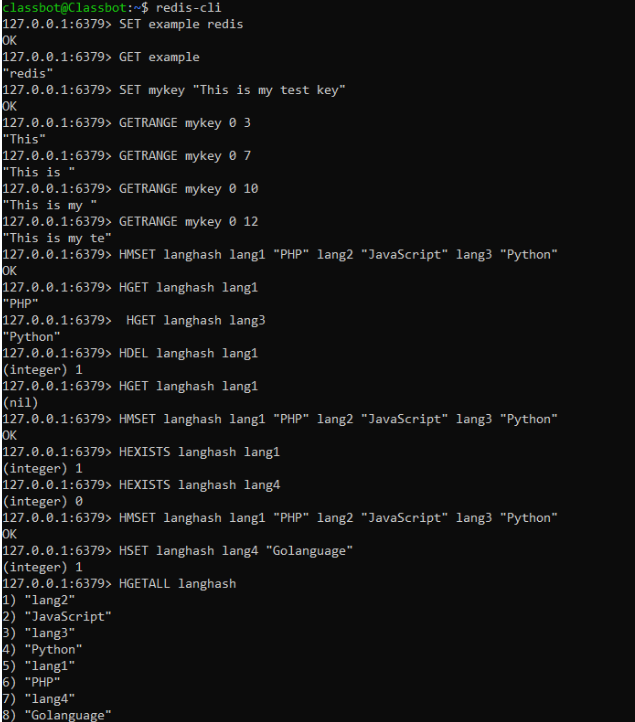 classbot@Classbot:~$ redis-cli
127.0.0.1:6379> SET example redis
OK
127.0.0.1:6379> GET example
"redis"
127.0.0.1:6379> SET mykey "This is my test key"
OK
127.0.0.1:6379> GETRANGE mykey 0 3
"This"
127.0.0.1:6379> GETRANGE mykey 0 7
"This is "
127.0.0.1:6379> GETRANGE mykey 0 10
"This is my "
127.0.0.1:6379> GETRANGE mykey 0 12
"This is my te"
127.0.0.1:6379> HMSET langhash lang1 "PHP" lang2 "JavaScript" lang3 "Python"
OK
127.0.0.1:6379> HGET langhash lang1
"PHP"
127.0.0.1:6379>  HGET langhash lang3
"Python"
127.0.0.1:6379> HDEL langhash lang1
(integer) 1
127.0.0.1:6379> HGET langhash lang1
(nil)
127.0.0.1:6379> HMSET langhash lang1 "PHP" lang2 "JavaScript" lang3 "Python"
OK
127.0.0.1:6379> HEXISTS langhash lang1
(integer) 1
127.0.0.1:6379> HEXISTS langhash lang4
(integer) 0
127.0.0.1:6379> HMSET langhash lang1 "PHP" lang2 "JavaScript" lang3 "Python"
OK
127.0.0.1:6379> HSET langhash lang4 "Golanguage"
(integer) 1
127.0.0.1:6379> HGETALL langhash
1) "lang2"
2) "JavaScript"
3) "lang3"
4) "Python"
5) "lang1"
6) "PHP"
7) "lang4"
8) "Golanguage"